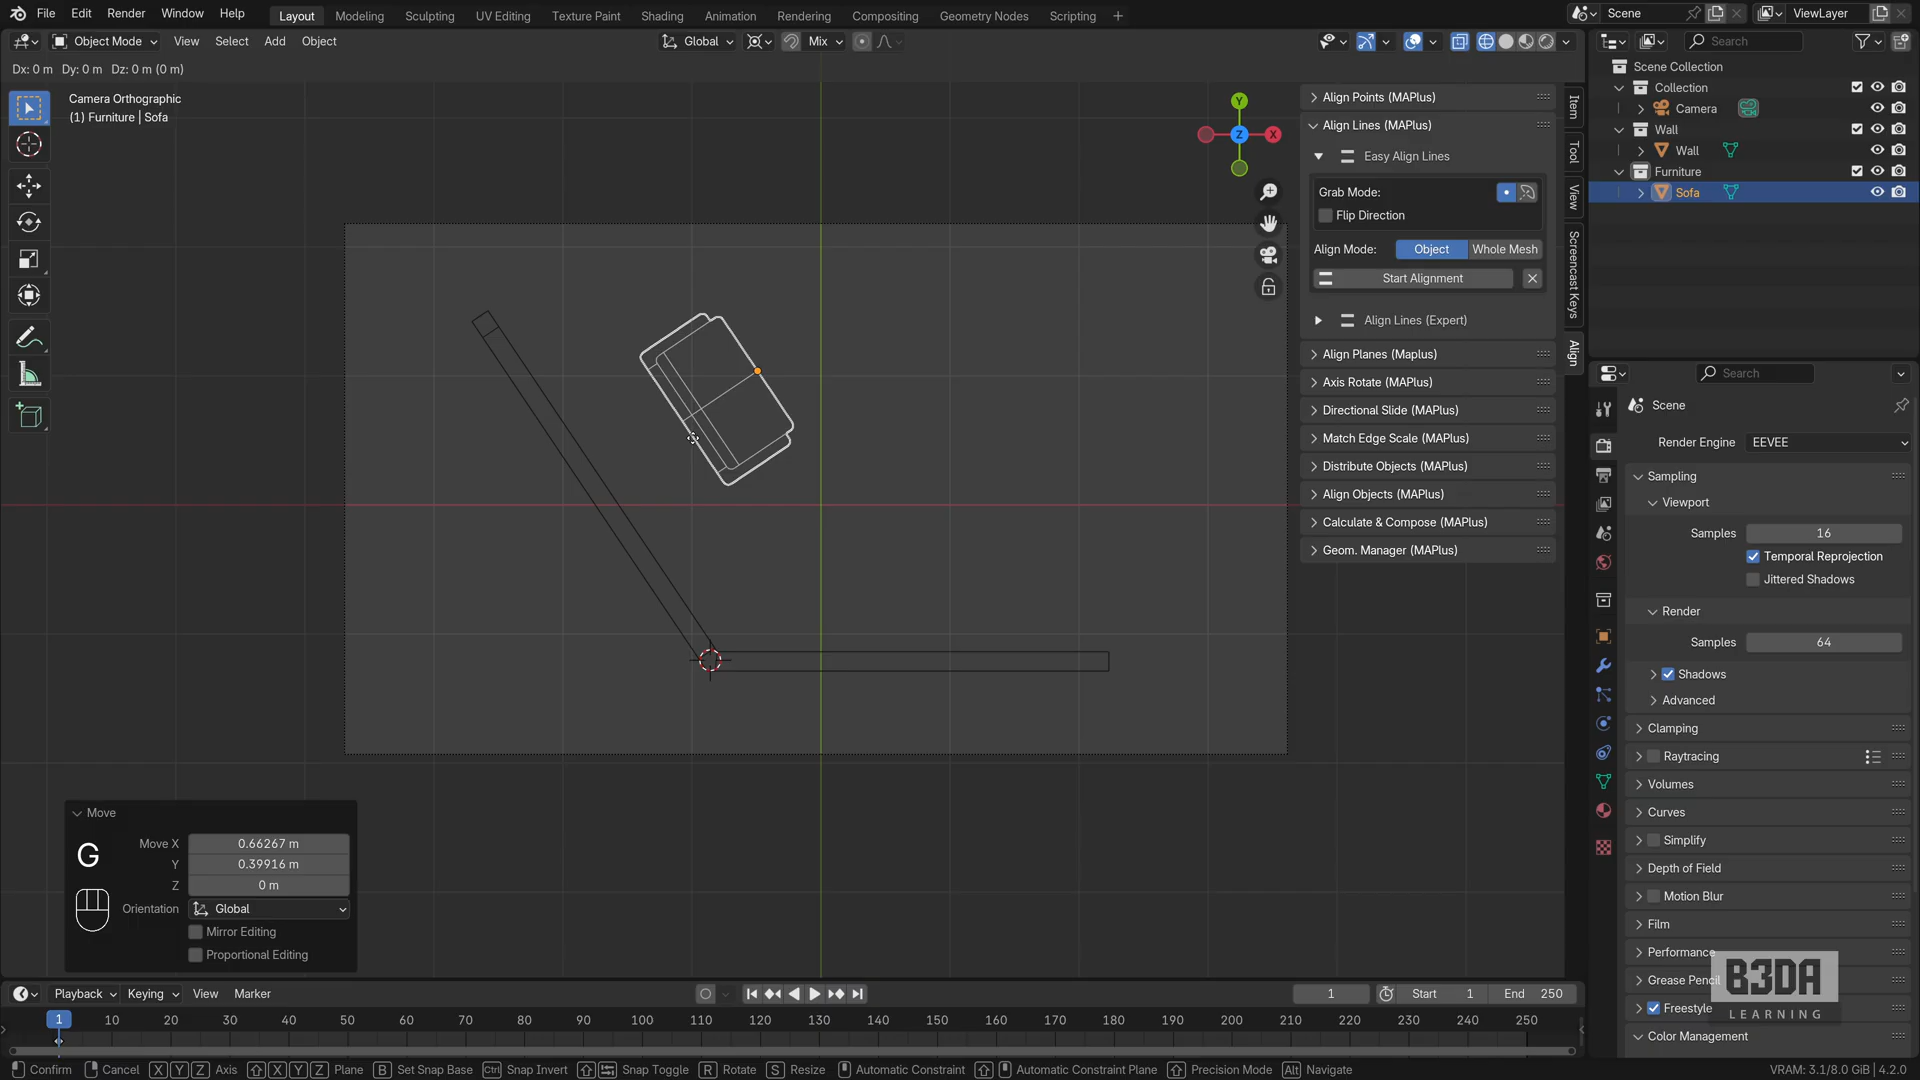 File Edit Render Window Help Layout Modeling Sculpting UV Editing Texture Paint Shading Animation Rendering Compositing Geometry Nodes Scripting + Scene ViewLayer
Object Mode View Select Add Object Global Mix Search
Dx: 0 m Dy: 0 m Dz: 0 m (0 m)
Camera Orthographic
(1) Furniture | Sofa
Y
Z
X
Align Points (MAPlus)
Align Lines (MAPlus)
Easy Align Lines
Grab Mode:
Flip Direction
Align Mode: Object Whole Mesh
Start Alignment
Align Lines (Expert)
Align Planes (Maplus)
Axis Rotate (MAPlus)
Directional Slide (MAPlus)
Match Edge Scale (MAPlus)
Distribute Objects (MAPlus)
Align Objects (MAPlus)
Calculate & Compose (MAPlus)
Geom. Manager (MAPlus)
Item
Tool
View
Screencast Keys
Align
Scene Collection
Collection
Camera
Wall
Wall
Furniture
Sofa
Search
Scene
Render Engine EEVEE
Sampling
Viewport
Samples 16
Temporal Reprojection
Jittered Shadows
Render
Samples 64
Shadows
Advanced
Clamping
Raytracing
Volumes
Curves
Simplify
Depth of Field
Motion Blur
Film
Performance
Grease Pencil
Freestyle
Color Management
B3DA
LEARNING
Move
Move X 0.66267 m
Y 0.39916 m
Z 0 m
Orientation Global
Mirror Editing
Proportional Editing
G
Playback Keying View Marker 1 Start 1 End 250
1 10 20 30 40 50 60 70 80 90 100 110 120 130 140 150 160 170 180 190 200 210 220 230 240 250
Confirm Cancel X Y Z Axis X Y Z Plane B Set Snap Base Ctrl Snap Invert Snap Toggle R Rotate S Resize Automatic Constraint Automatic Constraint Plane Precision Mode Alt Navigate VRAM: 3.1/8.0 GiB | 4.2.0